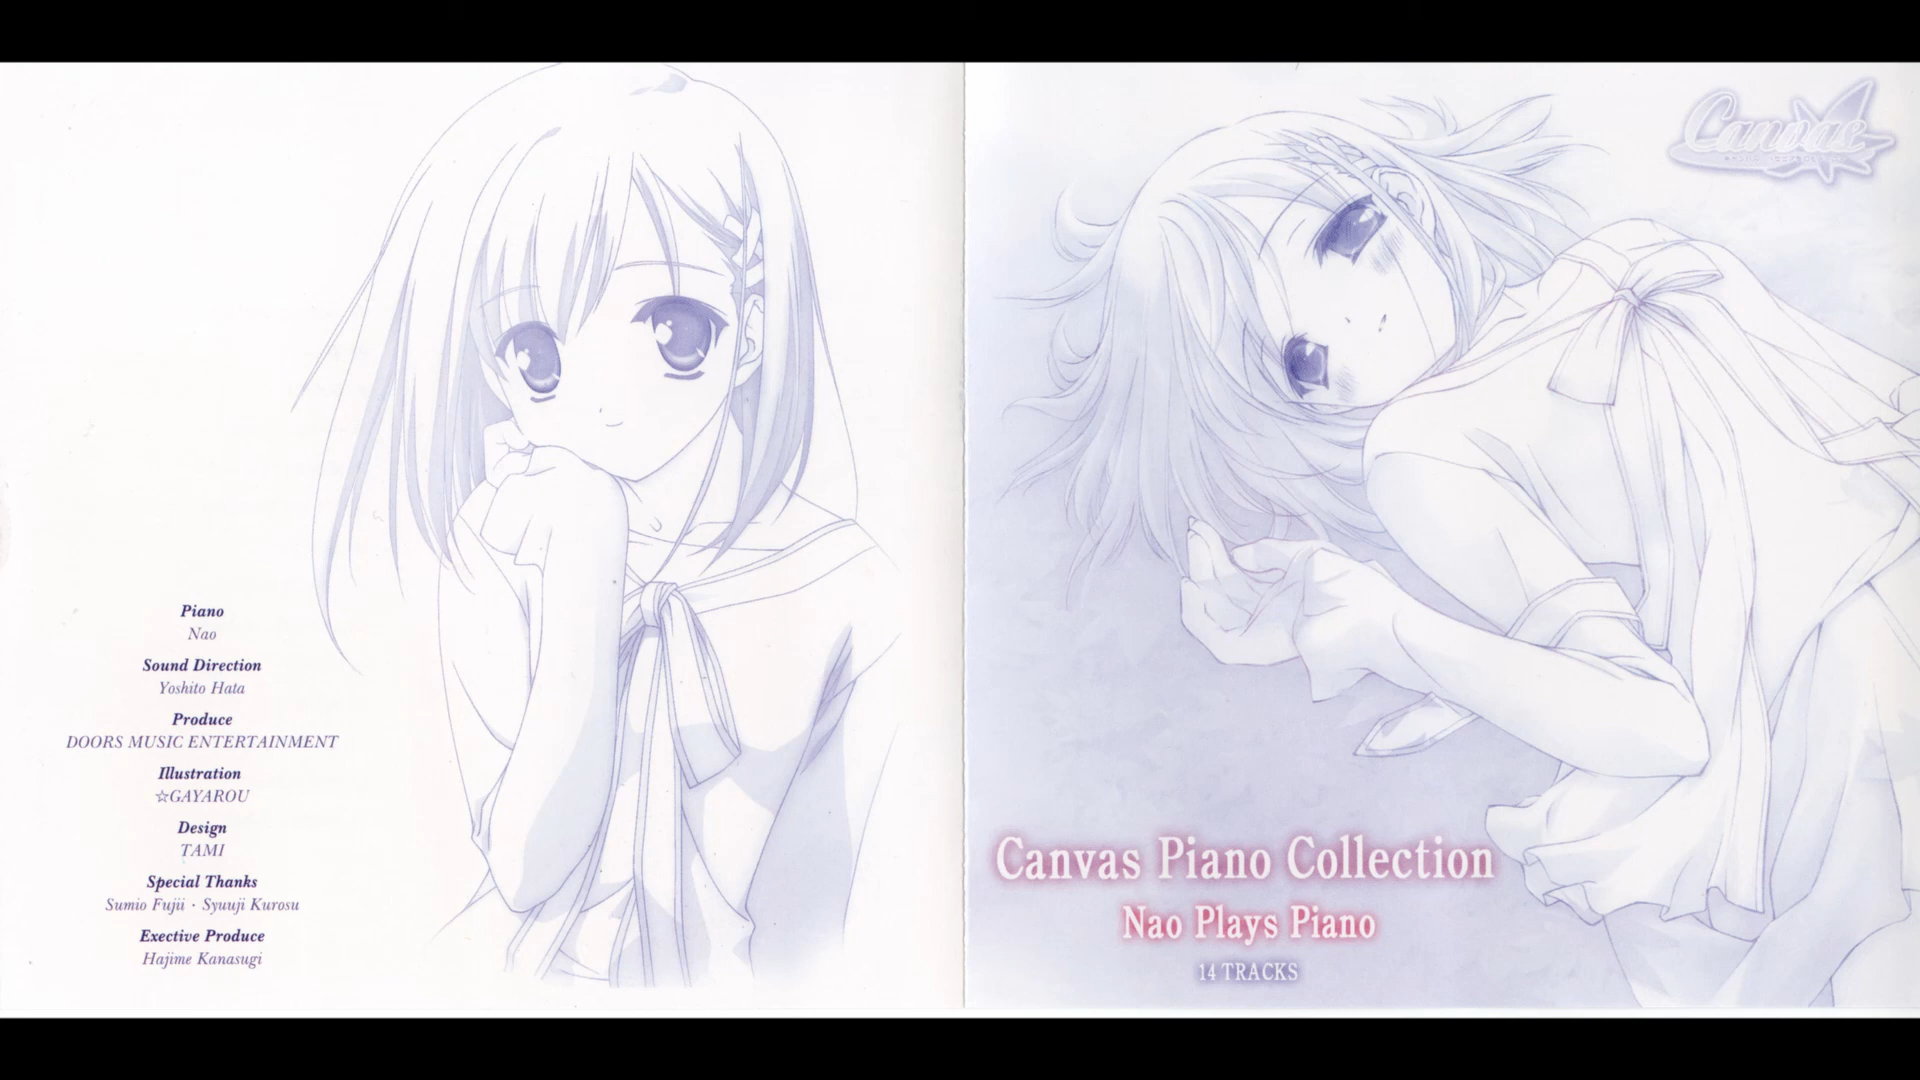 Piano
Nao
Sound Direction
Yoshito Hata
Produce
DOORS MUSIC ENTERTAINMENT
Illustration
☆GAYAROU
Design
TAMI
Special Thanks
Sumio Fujii · Syuuji Kurosu
Exective Produce
Hajime Kanasugi
Canvas
Canvas Piano Collection
Nao Plays Piano
14 TRACKS